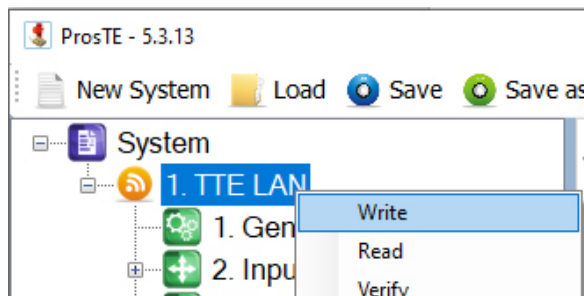 ProsTE - 5.3.13
New System Load Save Save as
System
1. TTE LAN
Write
1. Gen
Read
2. Inpu
Verify